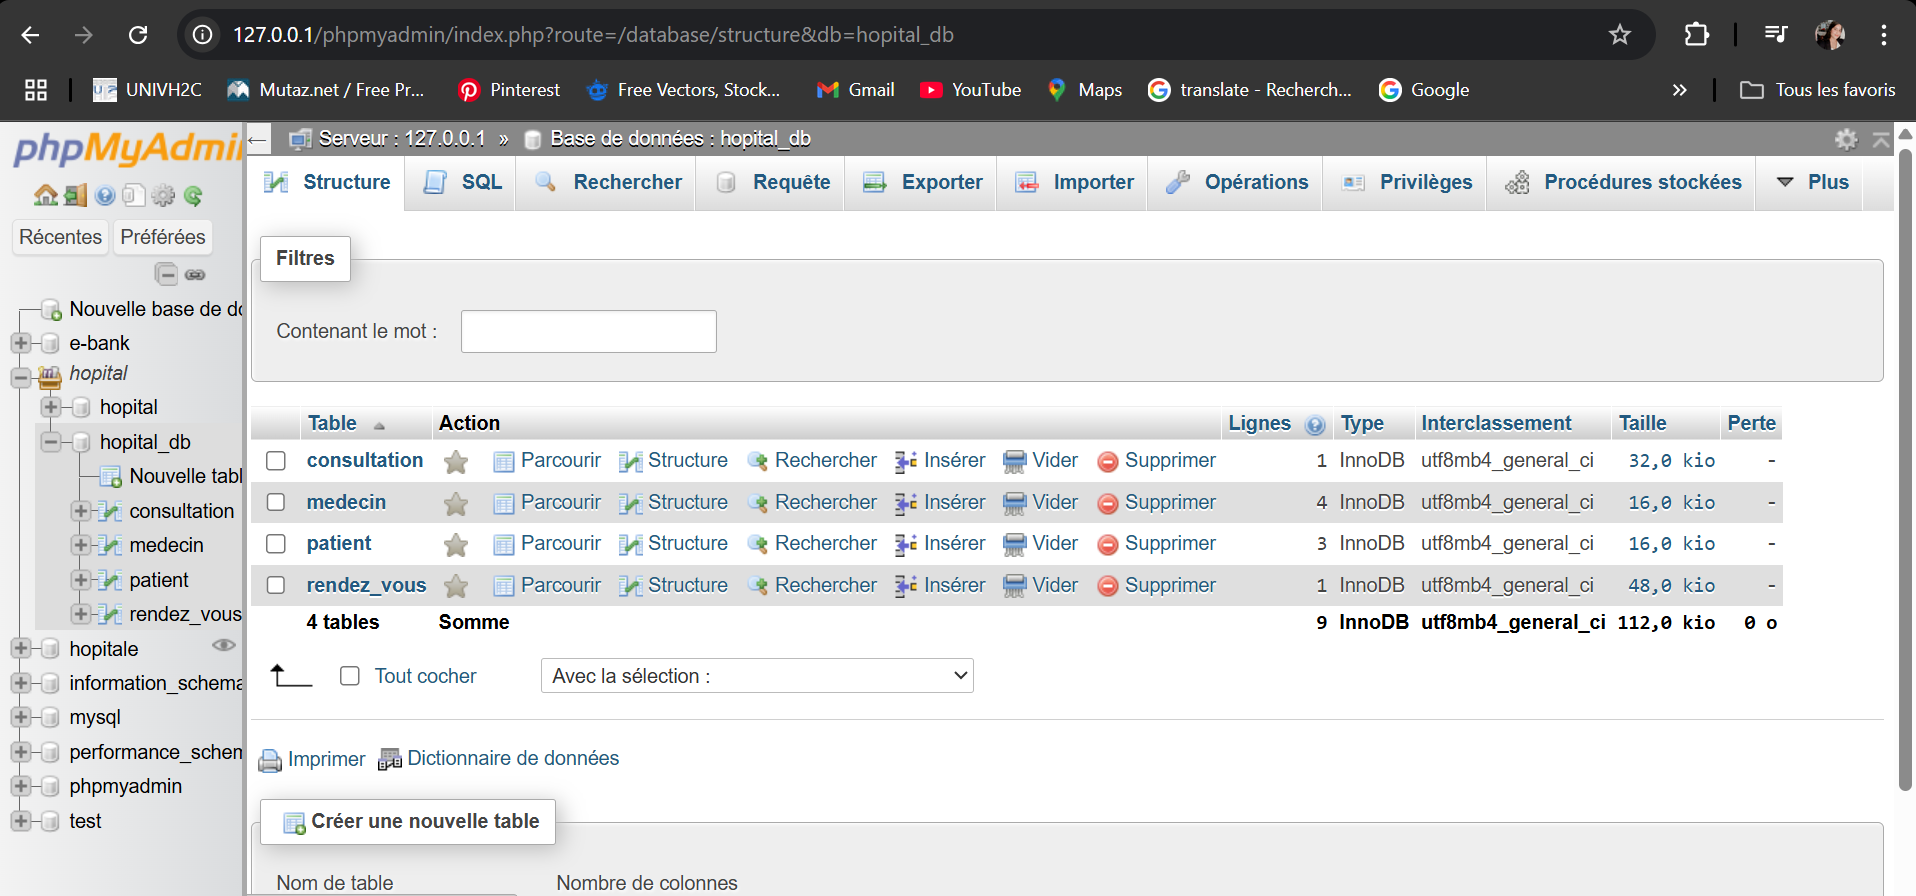 127.0.0.1/phpmyadmin/index.php?route=/database/structure&db=hopital_db
UNIVH2C Mutaz.net / Free Pr... Pinterest Free Vectors, Stock... Gmail YouTube Maps translate - Recherch... Google Tous les favoris
phpMyAdmi
Récentes Préférées
Nouvelle base de do
e-bank
hopital
hopital
hopital_db
Nouvelle tabl
consultation
medecin
patient
rendez_vous
hopitale
information_schema
mysql
performance_schem
phpmyadmin
test
Serveur : 127.0.0.1 » Base de données : hopital_db
Structure SQL Rechercher Requête Exporter Importer Opérations Privilèges Procédures stockées Plus
Filtres
Contenant le mot :
Table Action Lignes Type Interclassement Taille Perte
consultation Parcourir Structure Rechercher Insérer Vider Supprimer 1 InnoDB utf8mb4_general_ci 32,0 kio -
medecin Parcourir Structure Rechercher Insérer Vider Supprimer 4 InnoDB utf8mb4_general_ci 16,0 kio -
patient Parcourir Structure Rechercher Insérer Vider Supprimer 3 InnoDB utf8mb4_general_ci 16,0 kio -
rendez_vous Parcourir Structure Rechercher Insérer Vider Supprimer 1 InnoDB utf8mb4_general_ci 48,0 kio -
4 tables Somme 9 InnoDB utf8mb4_general_ci 112,0 kio 0 o
Tout cocher Avec la sélection :
Imprimer Dictionnaire de données
Créer une nouvelle table
Nom de table Nombre de colonnes